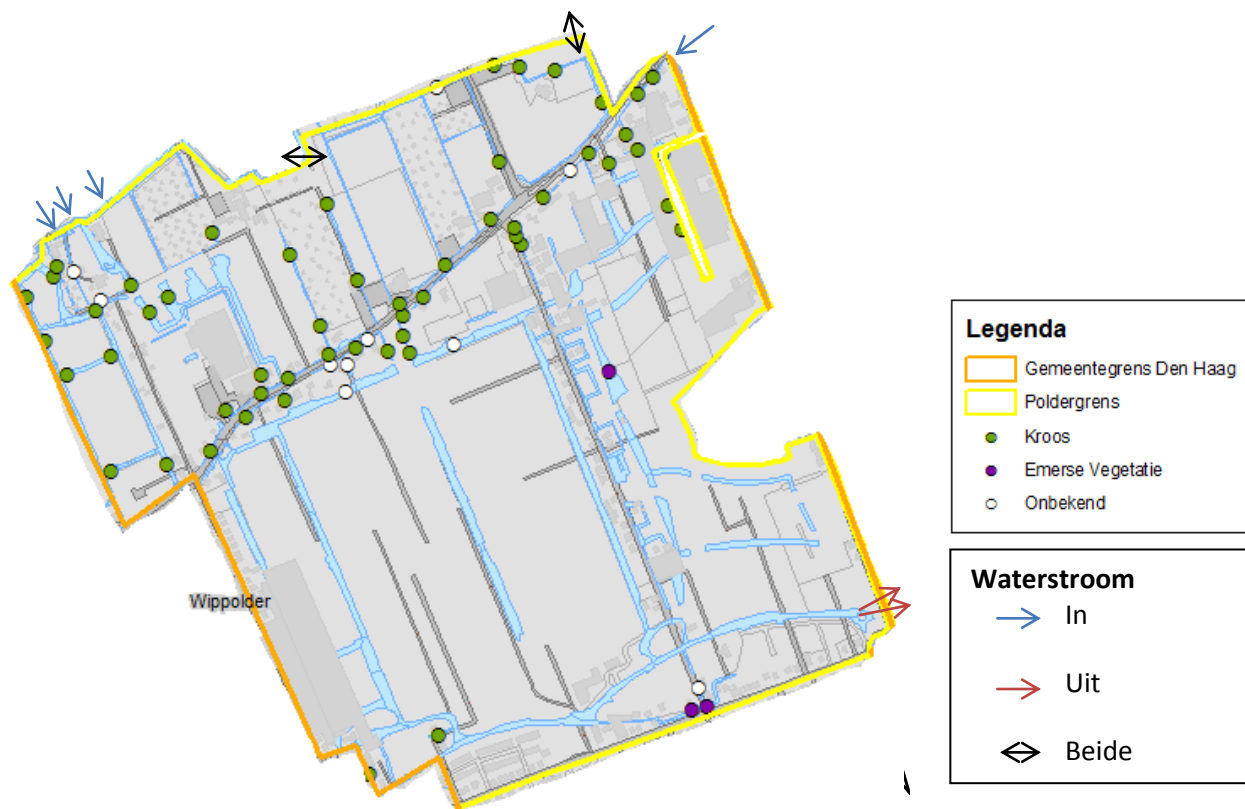 Wippolder
Legenda
Gemeentegrens Den Haag
Poldergrens
Kroos
Emerse Vegetatie
Onbekend
Waterstroom
In
Uit
Beide